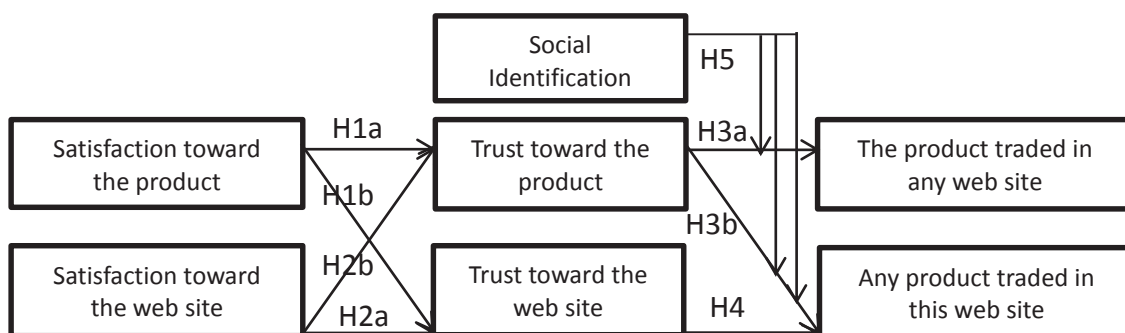 Social
Identification
H5
H1a
H3a
Satisfaction toward
the product
Trust toward the
product
The product traded in
any web site
H1b
H3b
H2b
Satisfaction toward
the web site
Trust toward the
web site
Any product traded in
this web site
H2a
H4